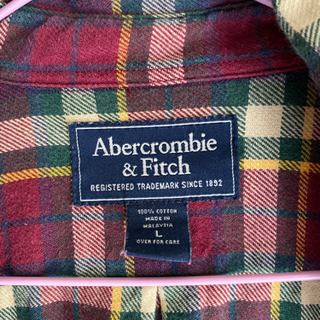 Abercrombie
& Fitch
REGISTERED TRADEMARK SINCE 1892
100% COTTON
MADE IN
MALAYSIA
L
OVER FOR CARE